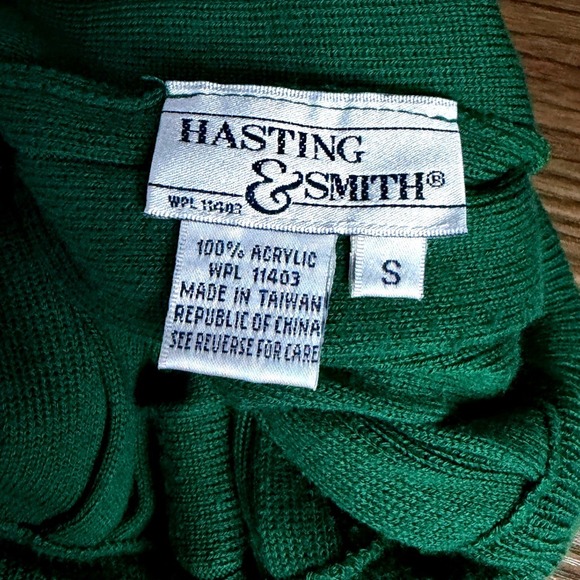 HASTING
& SMITH®
WPL 11403
100% ACRYLIC
WPL 11403
MADE IN TAIWAN
REPUBLIC OF CHINA
SEE REVERSE FOR CARE
S